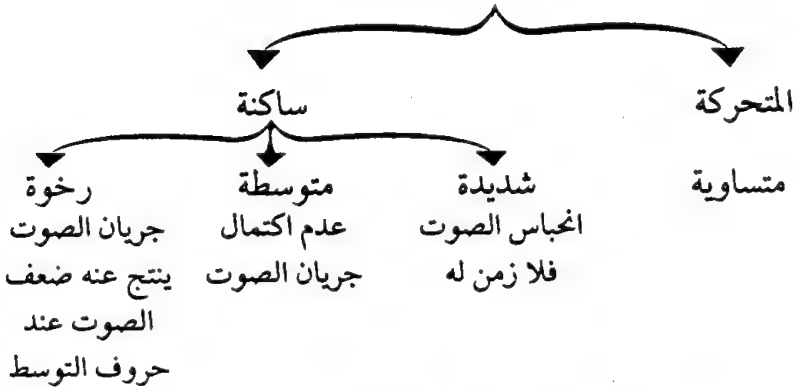 المتحركة
ساكنة
متساوية
شديدة
انحباس الصوت
فلا زمن له
متوسطة
عدم اكتمال
جريان الصوت
رخوة
جريان الصوت
ينتج عنه ضعف
الصوت عند
حروف التوسط